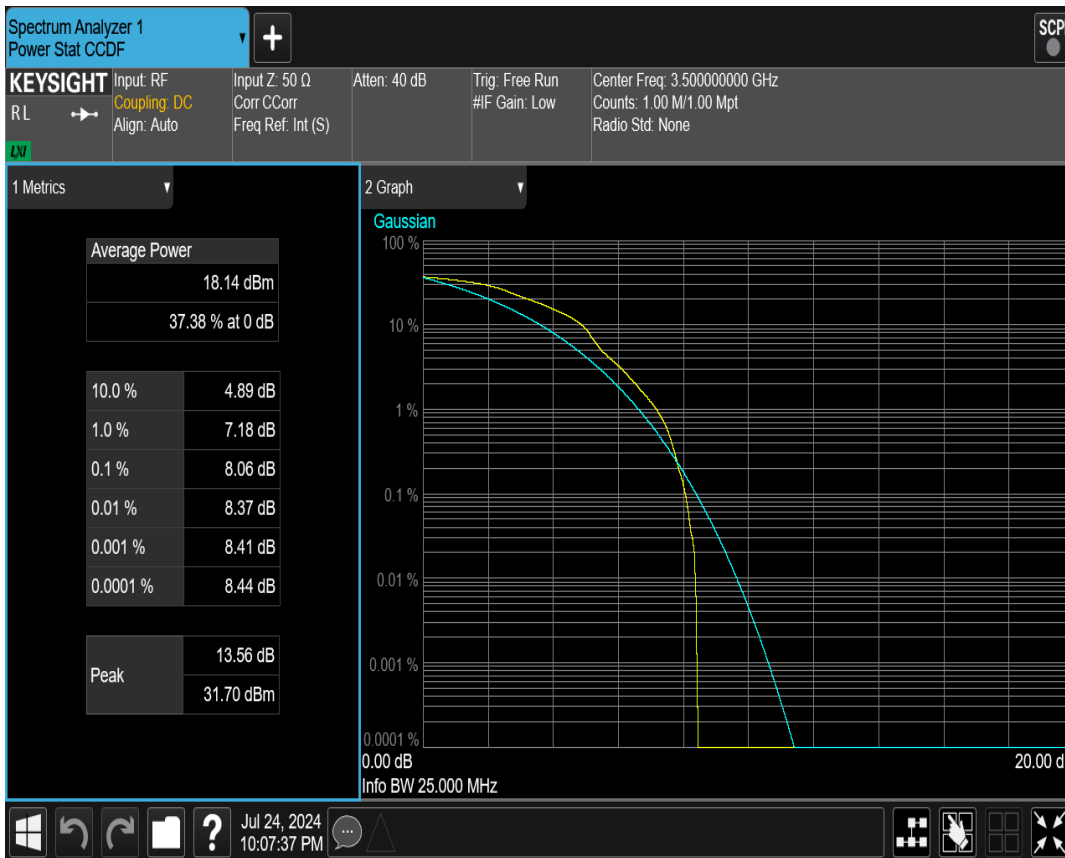 Spectrum Analyzer 1
Power Stat CCDF
SCP
KEYSIGHT
RL
LXI
Input: RF
Coupling: DC
Align: Auto
Input Z: 50 Ω
Corr CCorr
Freq Ref: Int (S)
Atten: 40 dB
Trig: Free Run
#IF Gain: Low
Center Freq: 3.500000000 GHz
Counts: 1.00 M/1.00 Mpt
Radio Std: None
1 Metrics
Average Power
18.14 dBm
37.38 % at 0 dB
10.0 % 4.89 dB
1.0 % 7.18 dB
0.1 % 8.06 dB
0.01 % 8.37 dB
0.001 % 8.41 dB
0.0001 % 8.44 dB
Peak
13.56 dB
31.70 dBm
2 Graph
Gaussian
100 %
10 %
1 %
0.1 %
0.01 %
0.001 %
0.0001 %
0.00 dB 20.00 d
Info BW 25.000 MHz
?
Jul 24, 2024
10:07:37 PM